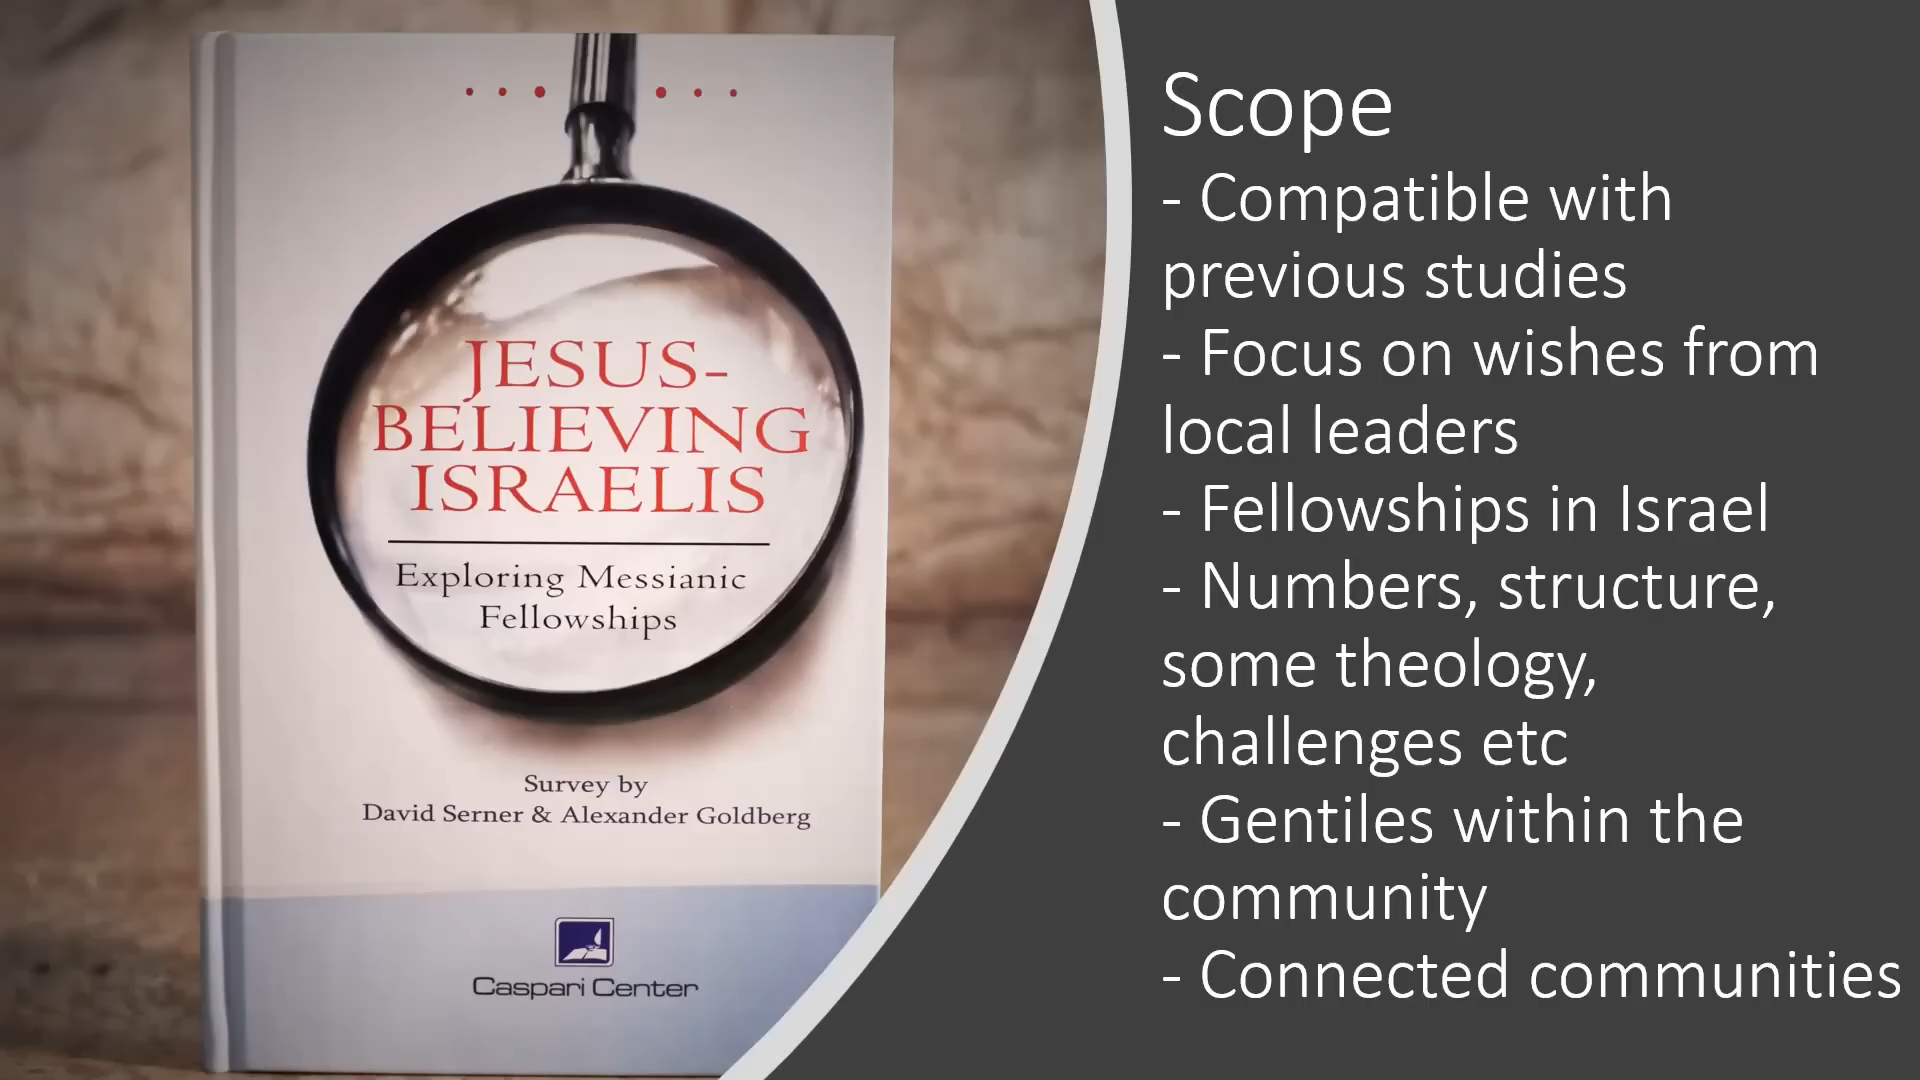 JESUS-
BELIEVING
ISRAELIS
Exploring Messianic
Fellowships
Survey by
David Serner & Alexander Goldberg
Caspari Center
Scope
- Compatible with
previous studies
- Focus on wishes from
local leaders
- Fellowships in Israel
- Numbers, structure,
some theology,
challenges etc
- Gentiles within the
community
- Connected communities